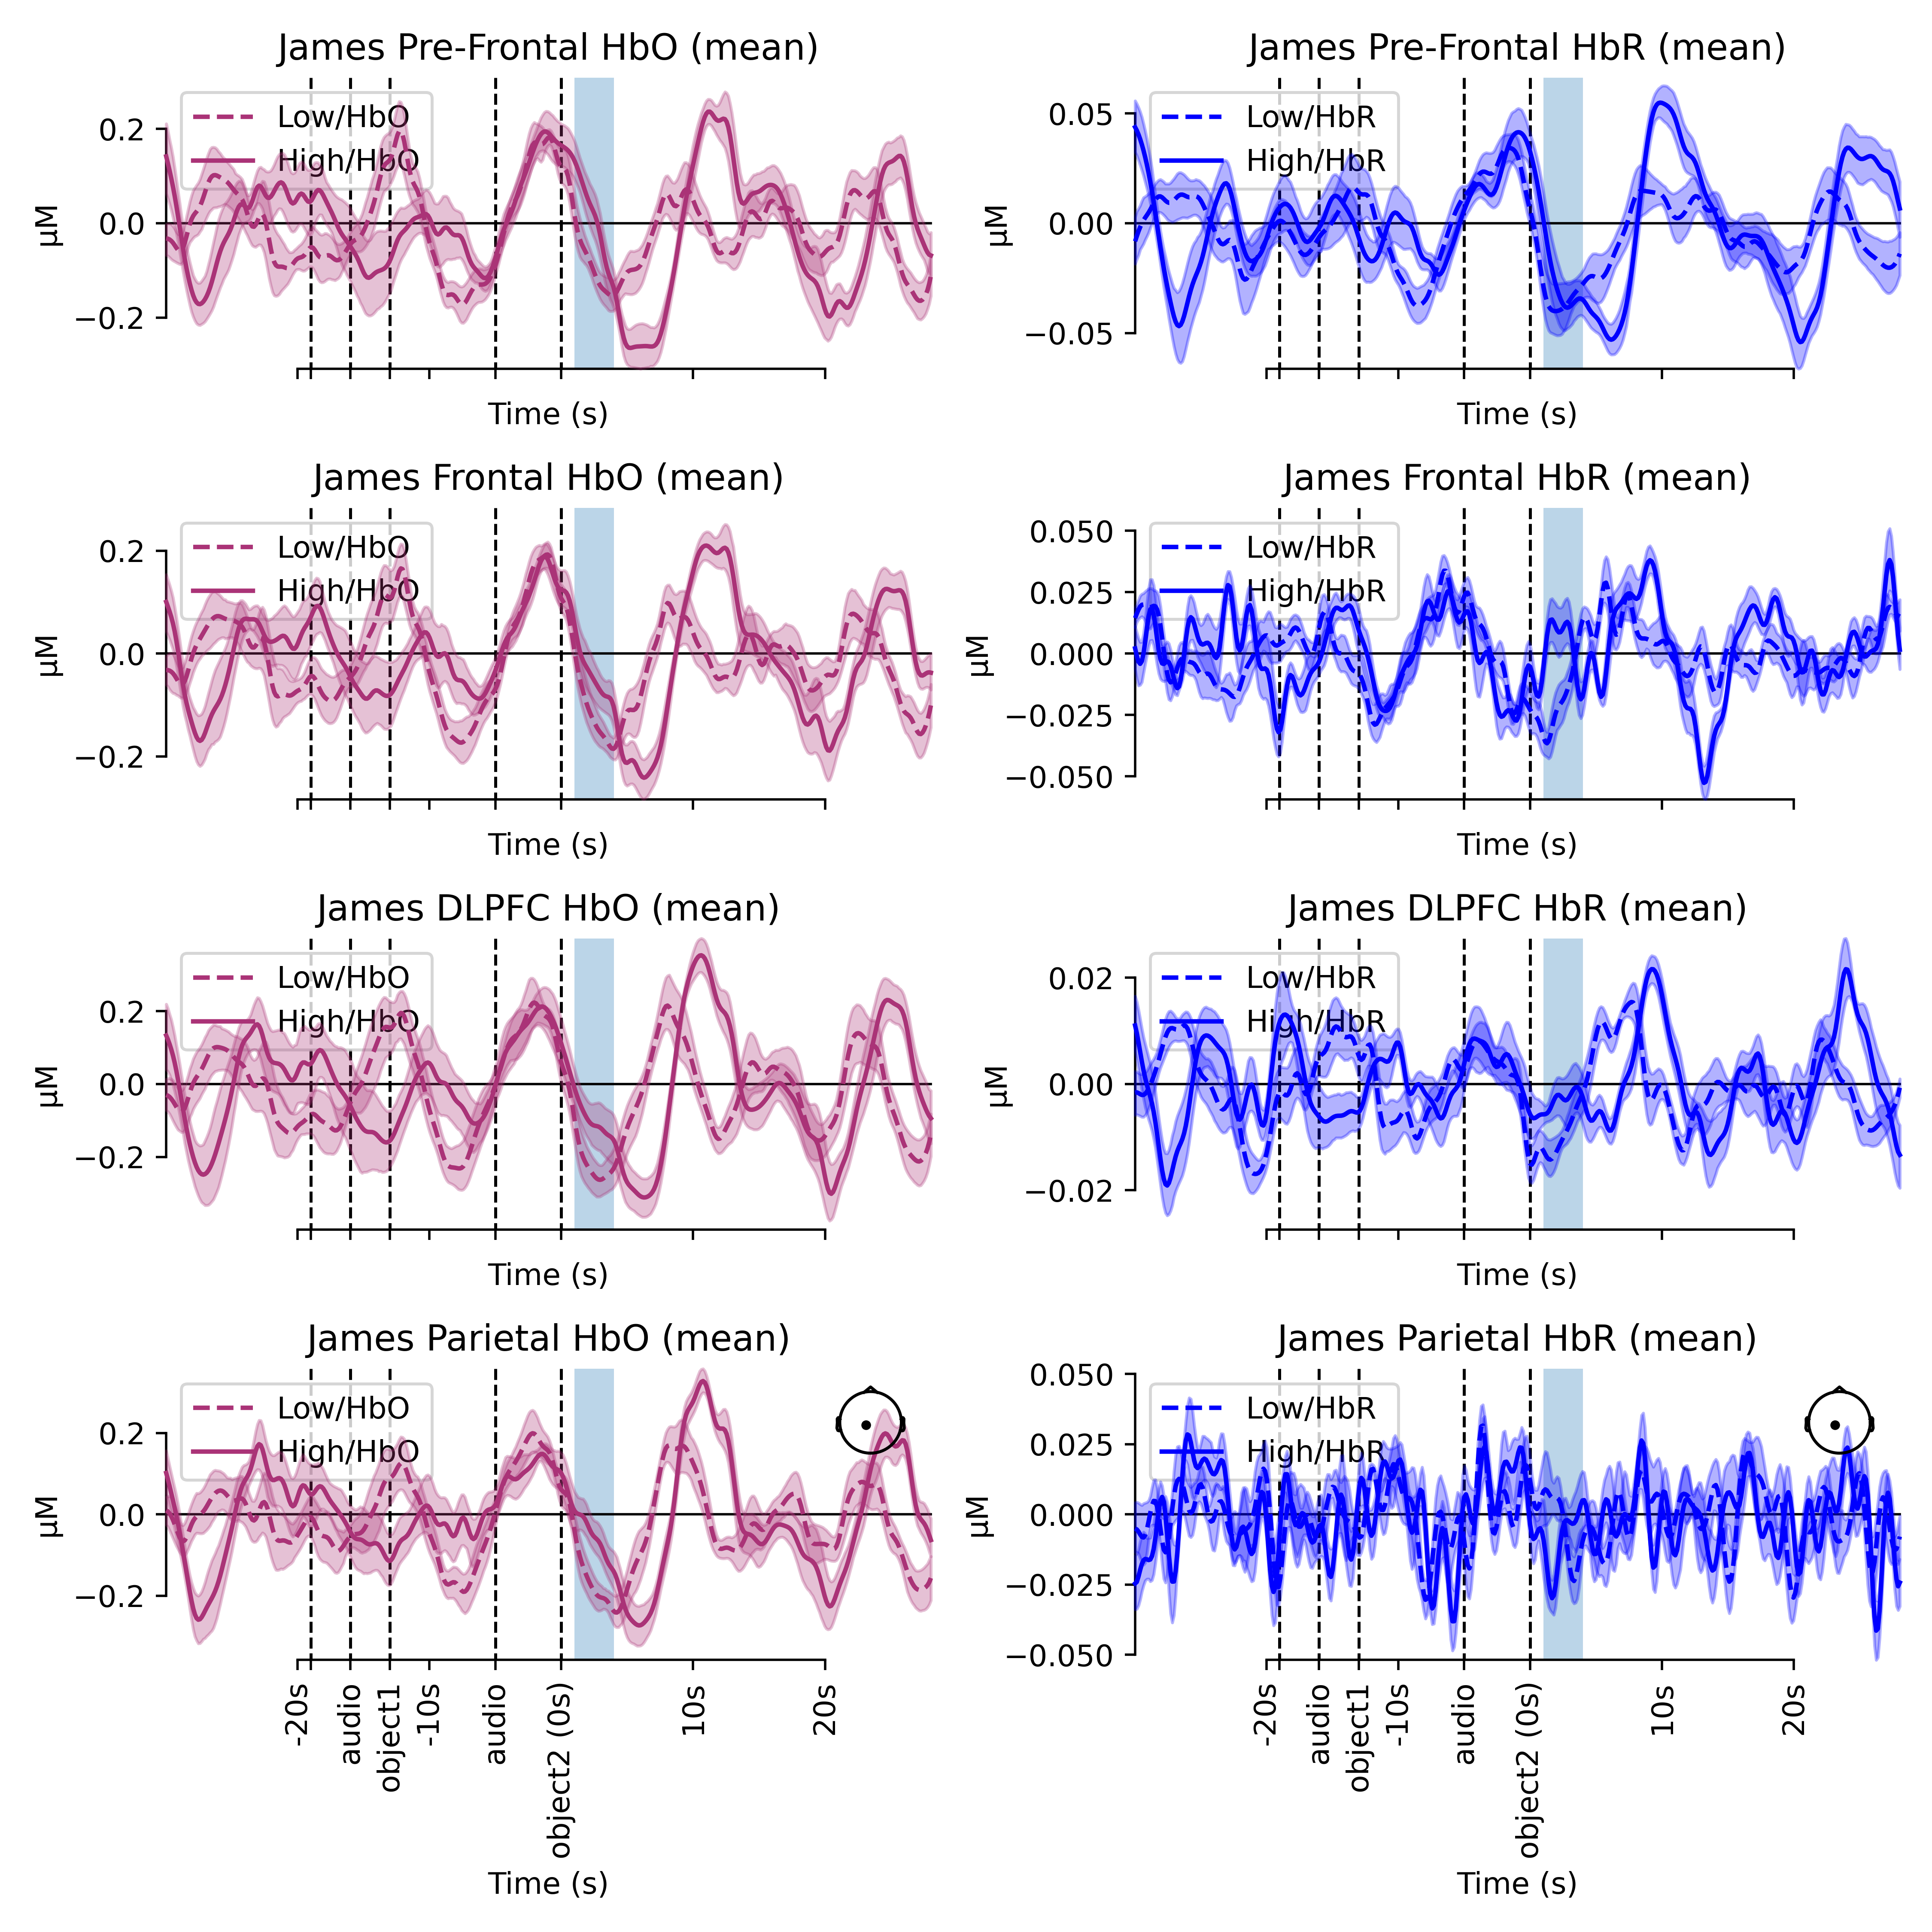 James Pre-Frontal HbO (mean)
µM
0.2
0.0
−0.2
Low/HbO
High/HbO
Time (s)
James Pre-Frontal HbR (mean)
µM
0.05
0.00
−0.05
Low/HbR
High/HbR
Time (s)
James Frontal HbO (mean)
µM
0.2
0.0
−0.2
Low/HbO
High/HbO
Time (s)
James Frontal HbR (mean)
µM
0.050
0.025
0.000
−0.025
−0.050
Low/HbR
High/HbR
Time (s)
James DLPFC HbO (mean)
µM
0.2
0.0
−0.2
Low/HbO
High/HbO
Time (s)
James DLPFC HbR (mean)
µM
0.02
0.00
−0.02
Low/HbR
High/HbR
Time (s)
James Parietal HbO (mean)
µM
0.2
0.0
−0.2
Low/HbO
High/HbO
-20s
audio
object1
-10s
audio
object2 (0s)
10s
20s
Time (s)
James Parietal HbR (mean)
µM
0.050
0.025
0.000
−0.025
−0.050
Low/HbR
High/HbR
-20s
audio
object1
-10s
audio
object2 (0s)
10s
20s
Time (s)